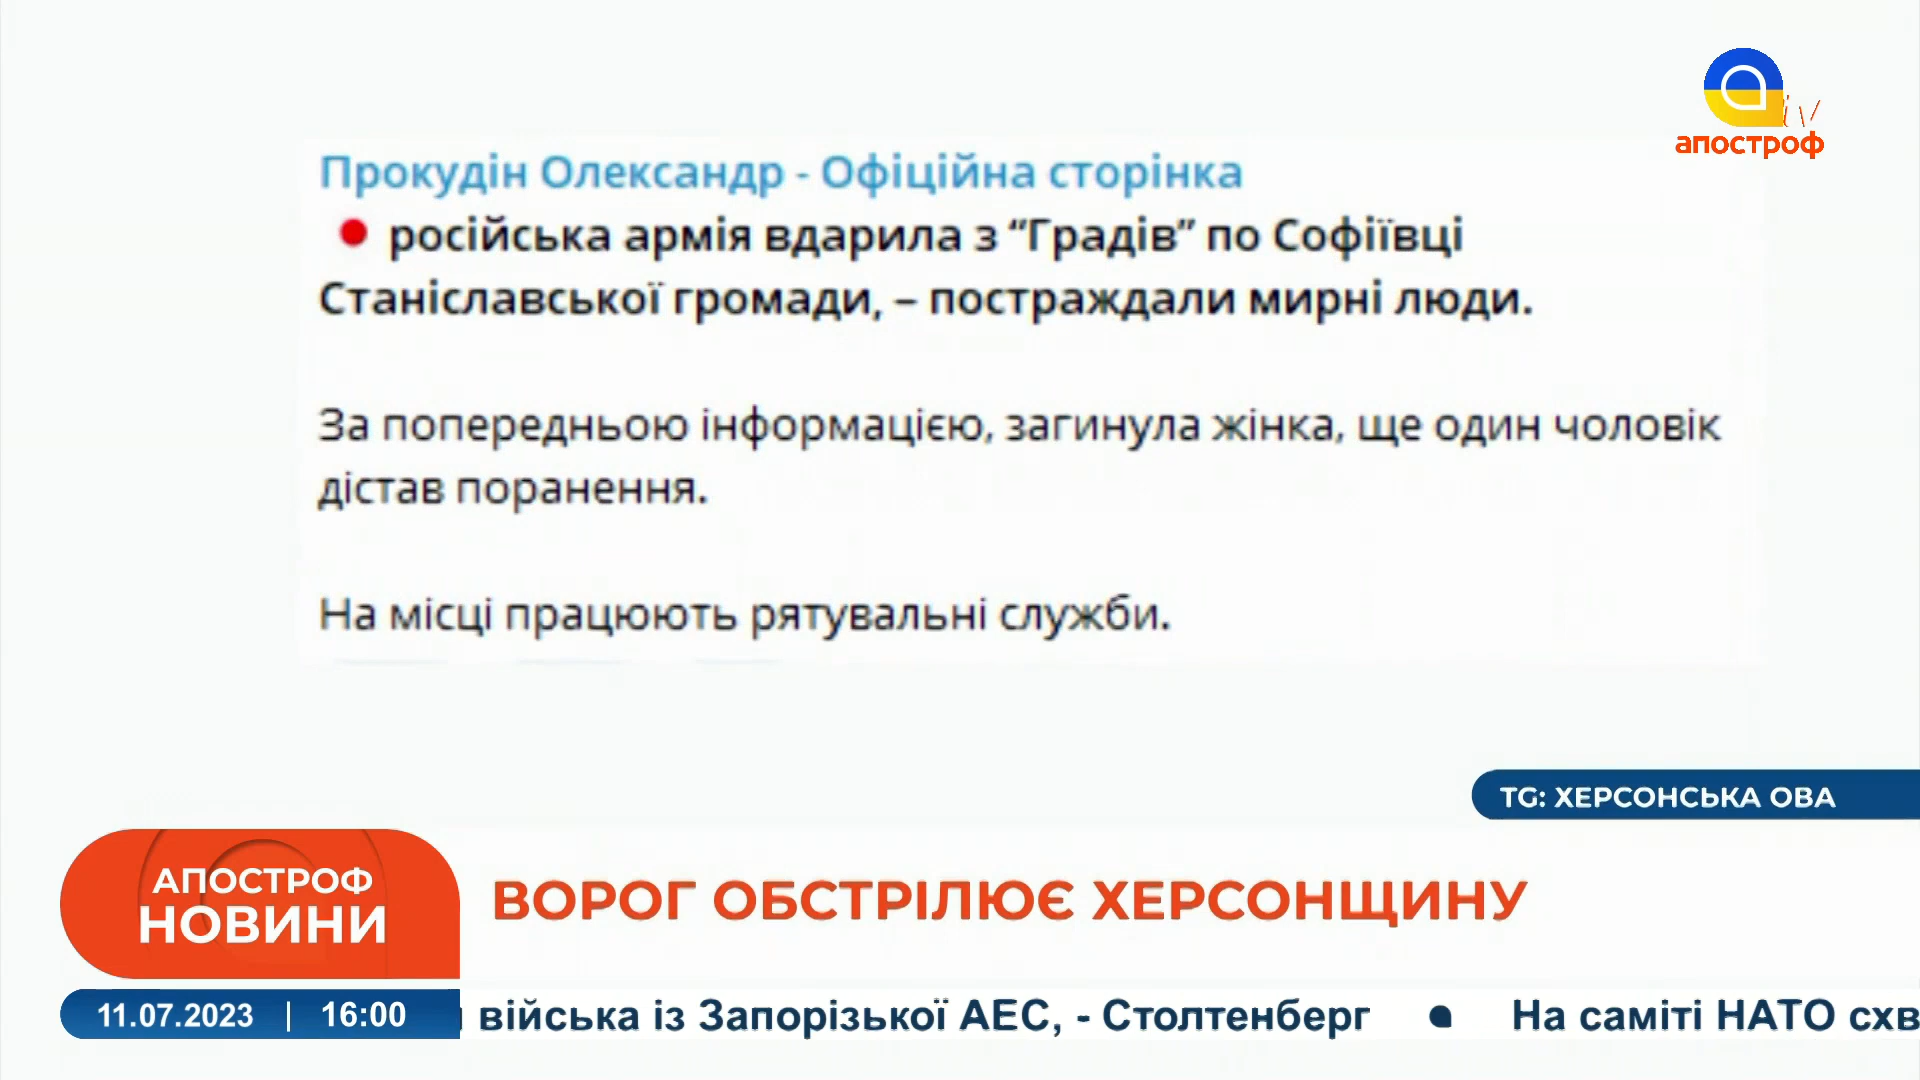 tv
апостроф
Прокудін Олександр - Офіційна сторінка
російська армія вдарила з “Градів” по Софіївці
Станіславської громади, – постраждали мирні люди.
За попередньою інформацією, загинула жінка, ще один чоловік
дістав поранення.
На місці працюють рятувальні служби.
TG: ХЕРСОНСЬКА ОВА
АПОСТРОФ
НОВИНИ
ВОРОГ ОБСТРІЛЮЄ ХЕРСОНЩИНУ
11.07.2023 | 16:00
війська із Запорізької АЕС, - Столтенберг • На саміті НАТО схв